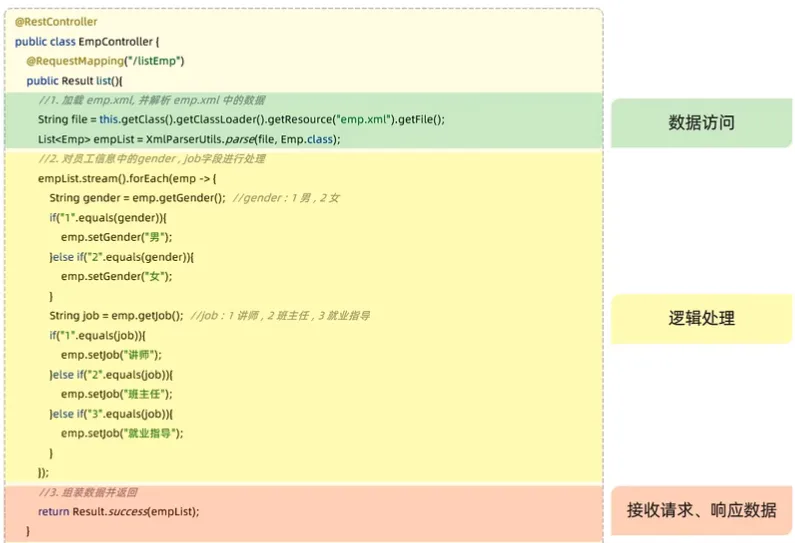 @RestController
public class EmpController {
@RequestMapping("/listEmp")
public Result list(){
//1. 加载 emp.xml, 并解析 emp.xml 中的数据
String file = this.getClass().getClassLoader().getResource("emp.xml").getFile();
List<Emp> empList = XmlParserUtils.parse(file, Emp.class);
数据访问
//2. 对员工信息中的gender , job字段进行处理
empList.stream().forEach(emp -> {
String gender = emp.getGender(); //gender : 1 男 , 2 女
if("1".equals(gender)){
emp.setGender("男");
}else if("2".equals(gender)){
emp.setGender("女");
}
String job = emp.getJob(); //job : 1 讲师 , 2 班主任 , 3 就业指导
if("1".equals(job)){
emp.setJob("讲师");
}else if("2".equals(job)){
emp.setJob("班主任");
}else if("3".equals(job)){
emp.setJob("就业指导");
}
});
逻辑处理
//3. 组装数据并返回
return Result.success(empList);
}
接收请求、响应数据